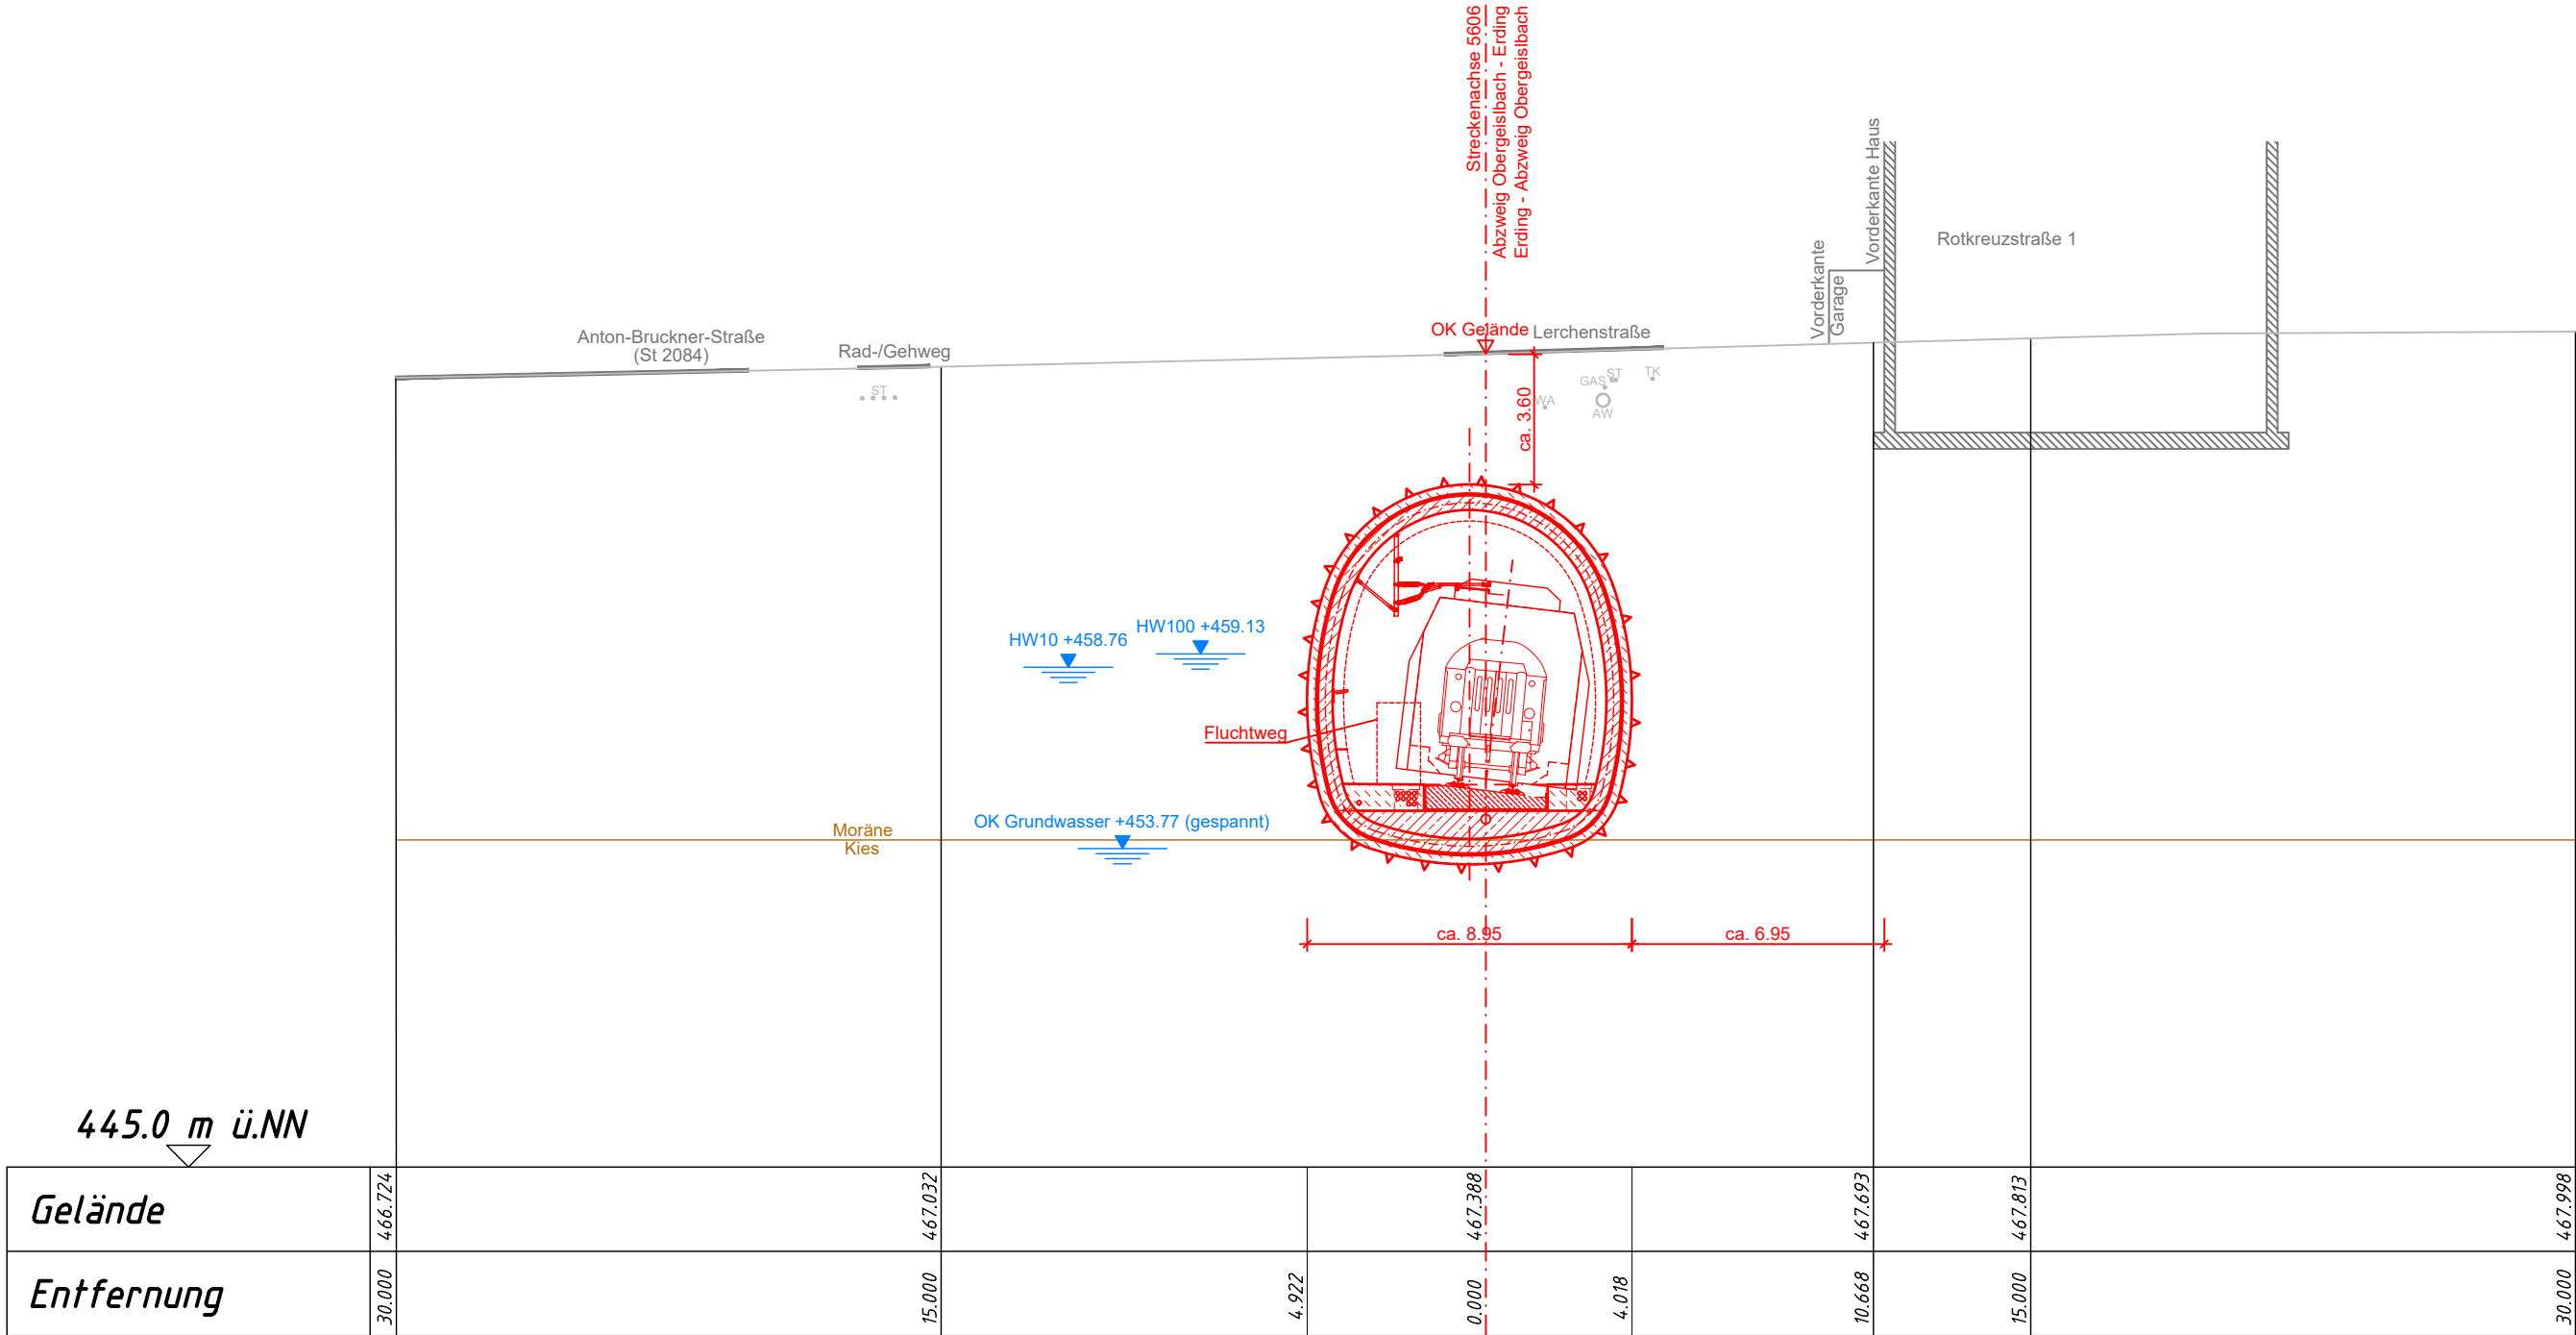 Streckenachse 5606
Abzweig Obergeislbach - Erding
Erding - Abzweig Obergeislbach
Vorderkante Haus
Rotkreuzstraße 1
Vorderkante
Garage
Anton-Bruckner-Straße
(St 2084)
Rad-/Gehweg
OK Gelände
Lerchenstraße
ST
WA
GAS
ST
TK
AW
ca. 3.60
HW10 +458.76
HW100 +459.13
Fluchtweg
Moräne
Kies
OK Grundwasser +453.77 (gespannt)
ca. 8.95
ca. 6.95
445.0 m ü.NN
Gelände
466.724
467.032
467.388
467.693
467.813
467.998
Entfernung
30.000
15.000
4.922
0.000
4.018
10.668
15.000
30.000